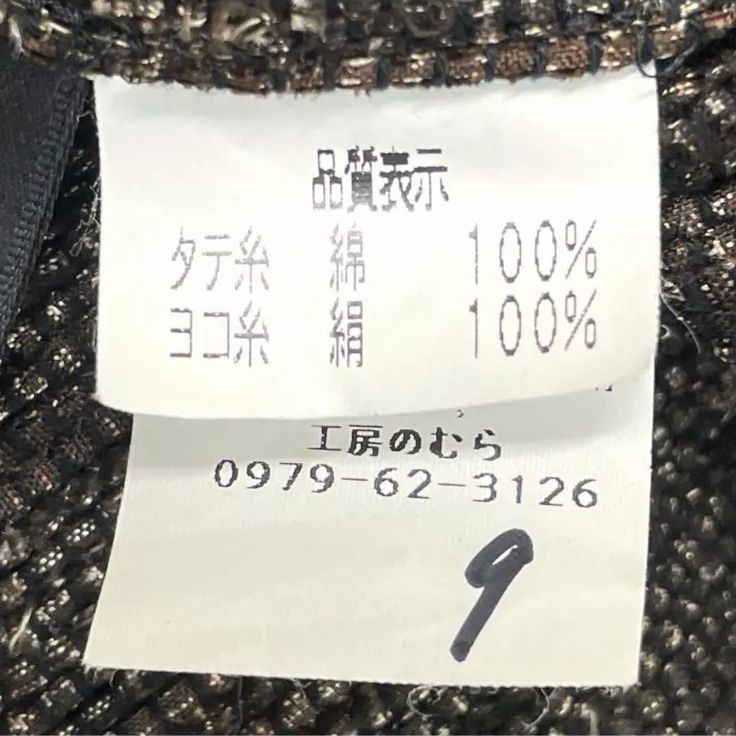 品質表示
タテ糸 綿 100%
ヨコ糸 絹 100%
工房のむら
0979-62-3126
9